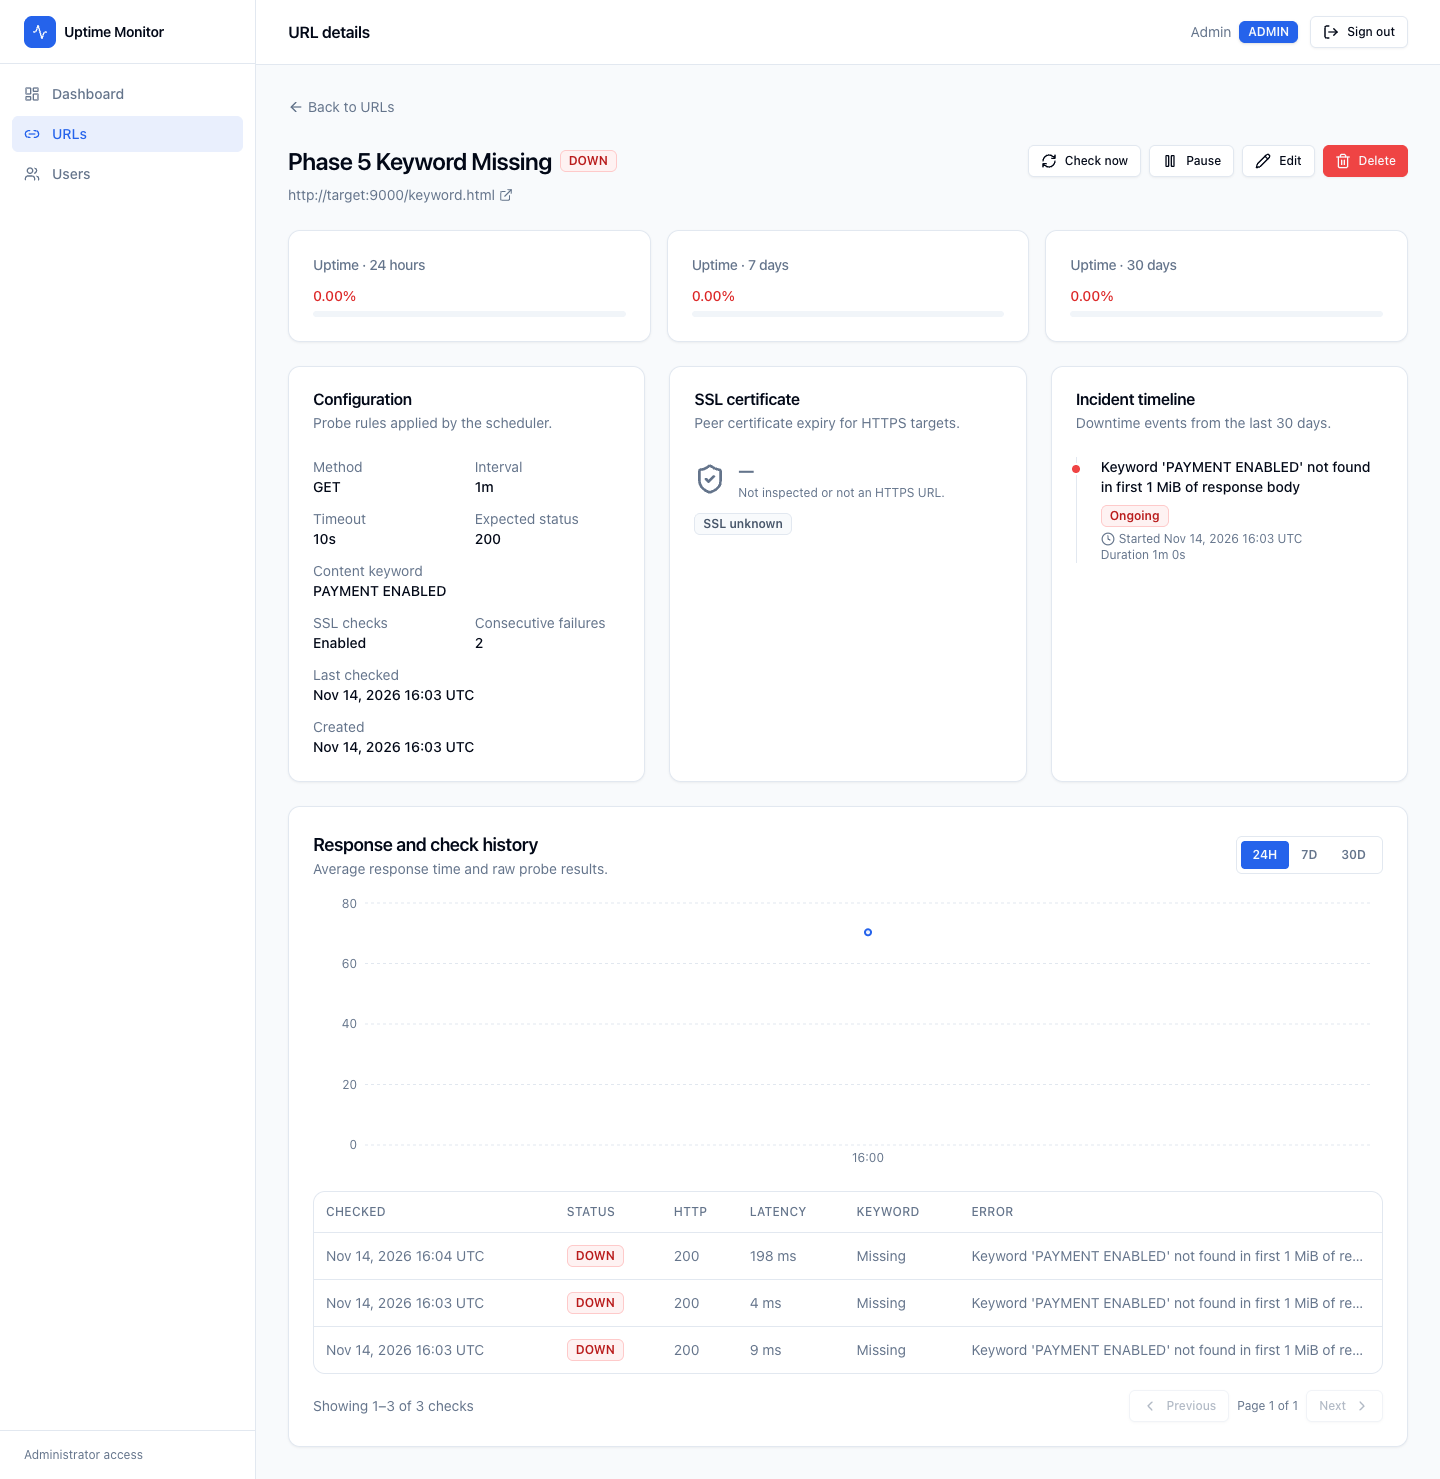 Uptime Monitor
URL details
Admin
ADMIN
Sign out
Dashboard
URLs
Users
Back to URLs
Phase 5 Keyword Missing
DOWN
Check now
Pause
Edit
Delete
http://target:9000/keyword.html
Uptime · 24 hours
0.00%
Uptime · 7 days
0.00%
Uptime · 30 days
0.00%
Configuration
Probe rules applied by the scheduler.
Method
GET
Interval
1m
Timeout
10s
Expected status
200
Content keyword
PAYMENT ENABLED
SSL checks
Enabled
Consecutive failures
2
Last checked
Nov 14, 2026 16:03 UTC
Created
Nov 14, 2026 16:03 UTC
SSL certificate
Peer certificate expiry for HTTPS targets.
—
Not inspected or not an HTTPS URL.
SSL unknown
Incident timeline
Downtime events from the last 30 days.
Keyword 'PAYMENT ENABLED' not found
in first 1 MiB of response body
Ongoing
Started Nov 14, 2026 16:03 UTC
Duration 1m 0s
Response and check history
Average response time and raw probe results.
24H 7D 30D
80
60
40
20
0
16:00
CHECKED STATUS HTTP LATENCY KEYWORD ERROR
Nov 14, 2026 16:04 UTC DOWN 200 198 ms Missing Keyword 'PAYMENT ENABLED' not found in first 1 MiB of re...
Nov 14, 2026 16:03 UTC DOWN 200 4 ms Missing Keyword 'PAYMENT ENABLED' not found in first 1 MiB of re...
Nov 14, 2026 16:03 UTC DOWN 200 9 ms Missing Keyword 'PAYMENT ENABLED' not found in first 1 MiB of re...
Showing 1–3 of 3 checks
Previous
Page 1 of 1
Next
Administrator access